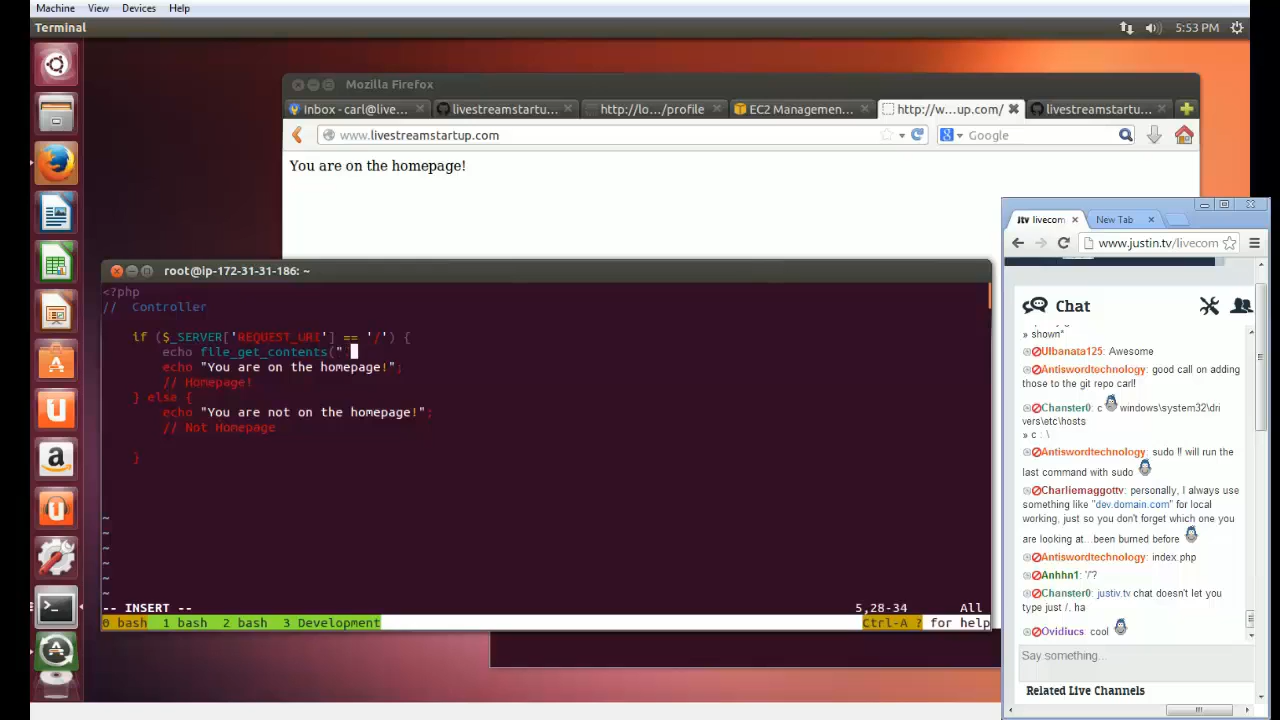 Machine View Devices Help
Terminal
5:53 PM
Mozilla Firefox
Inbox - carl@live...
livestreamstartu...
http://lo.../profile
EC2 Managemen...
http://w...up.com/
livestreamstartu...
www.livestreamstartup.com
Google
You are on the homepage!
root@ip-172-31-31-186: ~
<?php
// Controller
if ($_SERVER['REQUEST_URI'] == '/') {
echo file_get_contents("
echo "You are on the homepage!";
// Homepage!
} else {
echo "You are not on the homepage!";
// Not Homepage
}
~
~
~
~
~
~
-- INSERT --
5,28-34
All
0 bash 1 bash 2 bash 3 Development
Ctrl-A ? for help
jtv livecom
New Tab
www.justin.tv/livecom
Chat
» shown*
Ulbanata125: Awesome
Antiswordtechnology: good call on adding
those to the git repo carl!
Chanster0: c windows\system32\dri
vers\etc\hosts
» c : \
Antiswordtechnology: sudo !! will run the
last command with sudo
Charliemaggottv: personally, I always use
something like "dev.domain.com" for local
working, just so you don't forget which one you
are looking at...been burned before
Antiswordtechnology: index.php
Anhhn1: '/'?
Chanster0: justiv.tv chat doesn't let you
type just /. ha
Ovidiucs: cool
Say something...
Related Live Channels